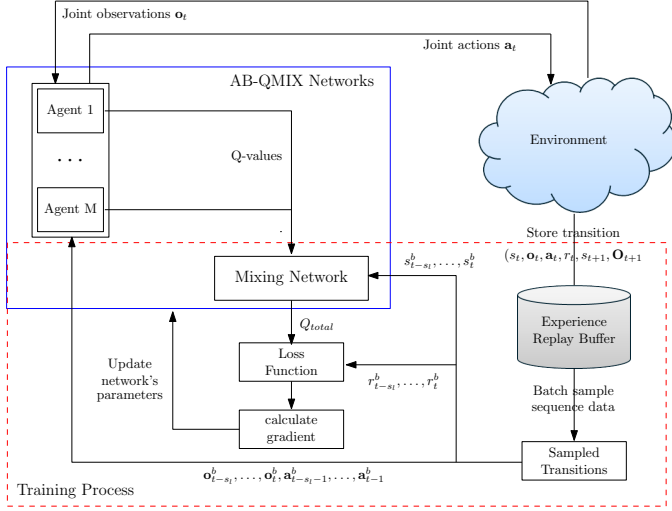 Joint observations $\mathbf{o}_t$
Joint actions $\mathbf{a}_t$
AB-QMIX Networks
Agent 1
...
Agent M
Q-values
Environment
Store transition
$(s_t, \mathbf{o}_t, \mathbf{a}_t, r_t, s_{t+1}, \mathbf{O}_{t+1}$
$s^b_{t-s_l}, \ldots, s^b_t$
Mixing Network
$Q_{total}$
Experience
Replay Buffer
Loss
Function
Update
network's
parameters
$r^b_{t-s_l}, \ldots, r^b_t$
Batch sample
sequence data
calculate
gradient
Sampled
Transitions
$\mathbf{o}^b_{t-s_l}, \ldots, \mathbf{o}^b_t, \mathbf{a}^b_{t-s_l-1}, \ldots, \mathbf{a}^b_{t-1}$
Training Process